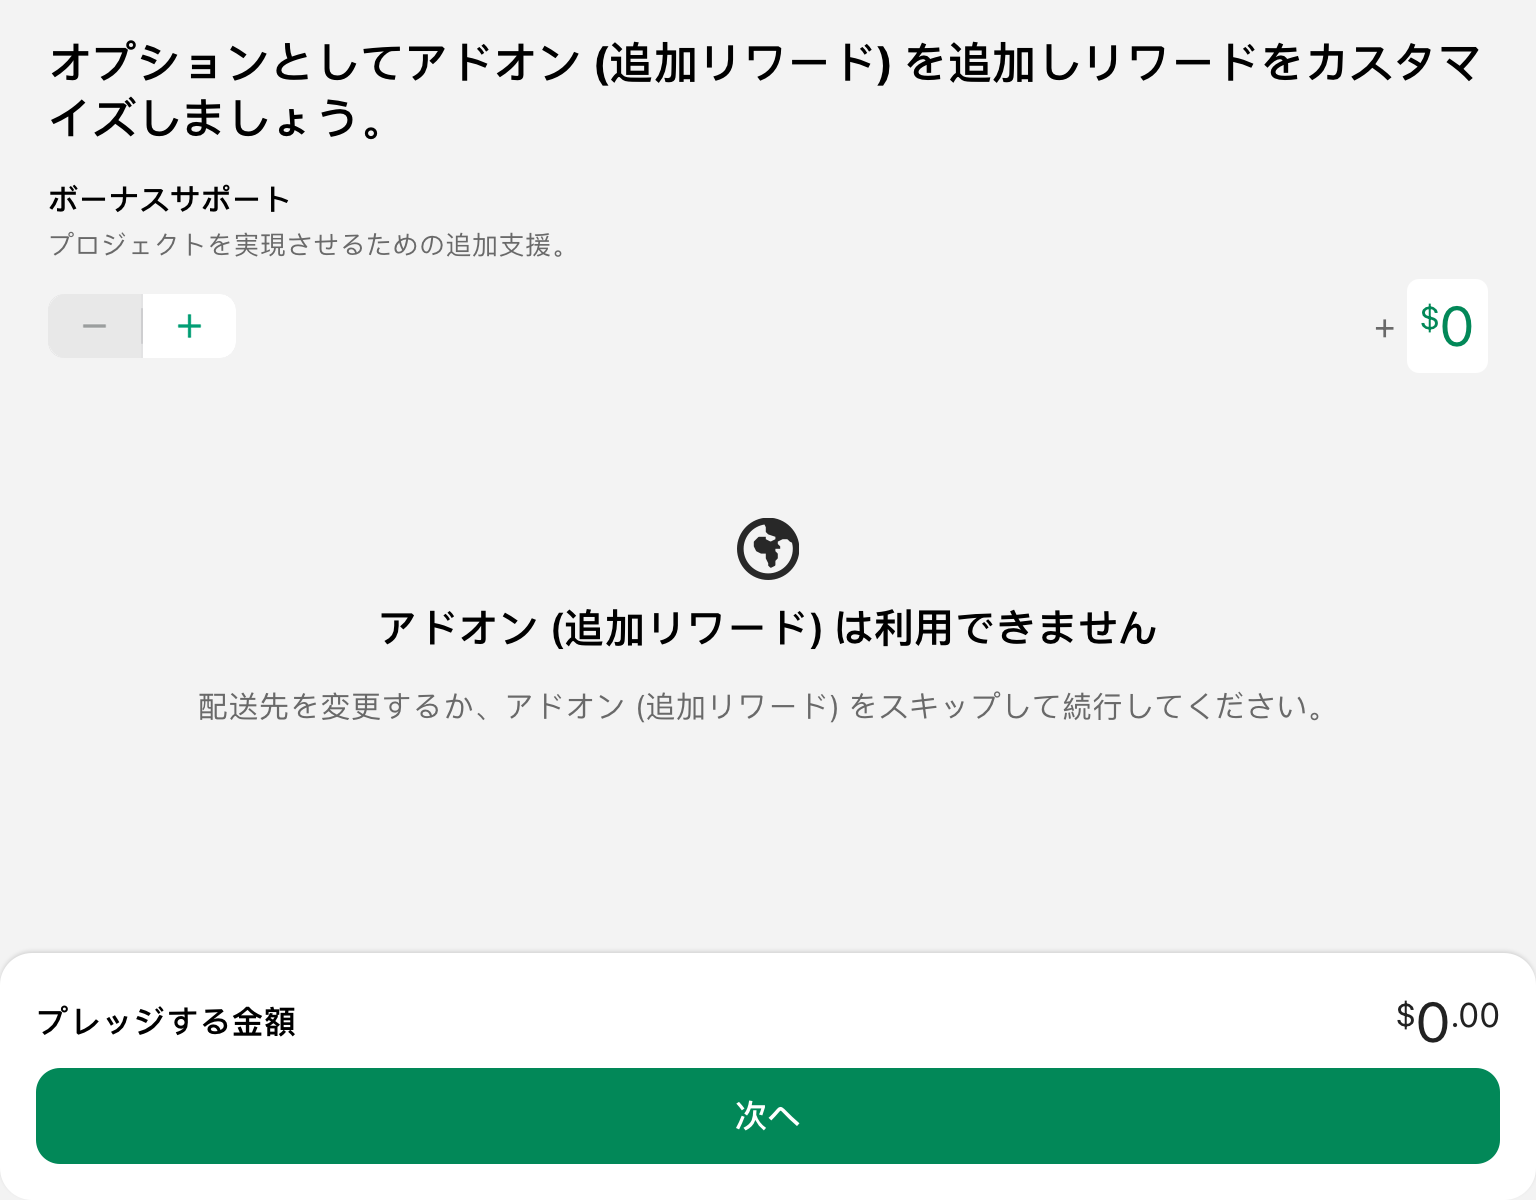 オプションとしてアドオン (追加リワード) を追加しリワードをカスタマ
イズしましょう。
ボーナスサポート
プロジェクトを実現させるための追加支援。
− +
+ $0
アドオン (追加リワード) は利用できません
配送先を変更するか、アドオン (追加リワード) をスキップして続行してください。
プレッジする金額
$0.00
次へ